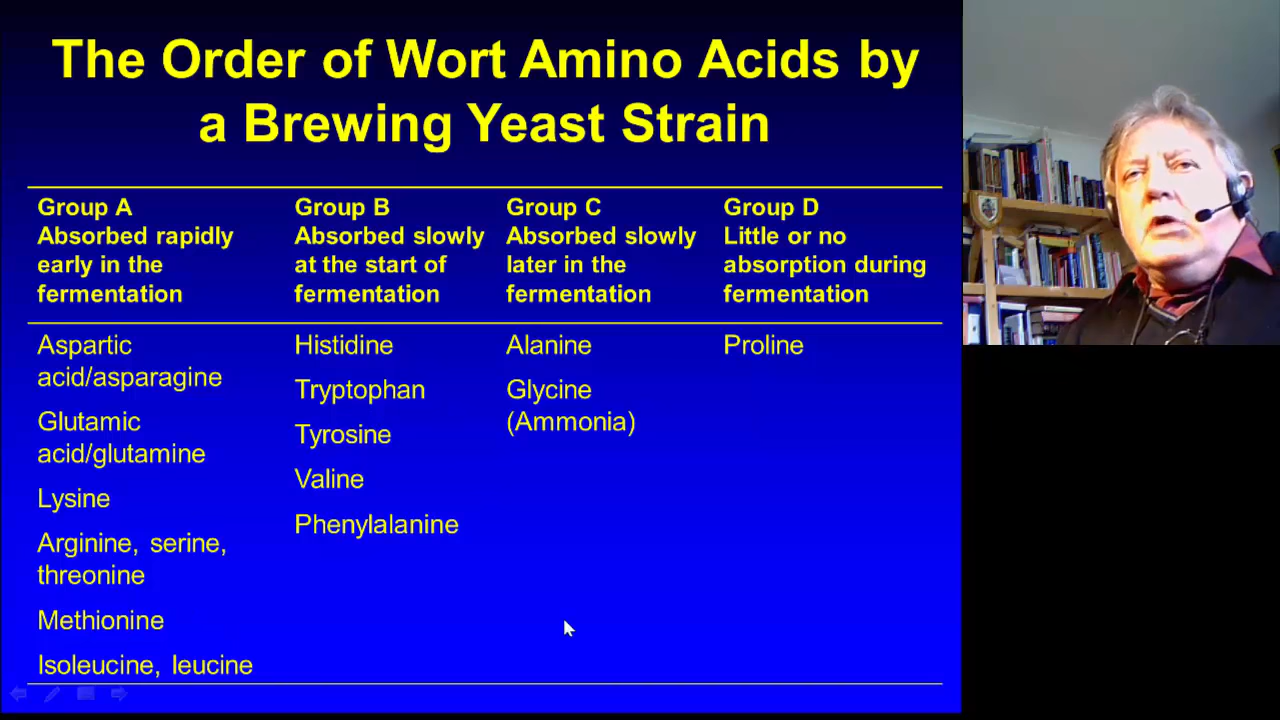 The Order of Wort Amino Acids by
a Brewing Yeast Strain
Group A
Absorbed rapidly
early in the
fermentation
Group B
Absorbed slowly
at the start of
fermentation
Group C
Absorbed slowly
later in the
fermentation
Group D
Little or no
absorption during
fermentation
Aspartic
acid/asparagine
Glutamic
acid/glutamine
Lysine
Arginine, serine,
threonine
Methionine
Isoleucine, leucine
Histidine
Tryptophan
Tyrosine
Valine
Phenylalanine
Alanine
Glycine
(Ammonia)
Proline